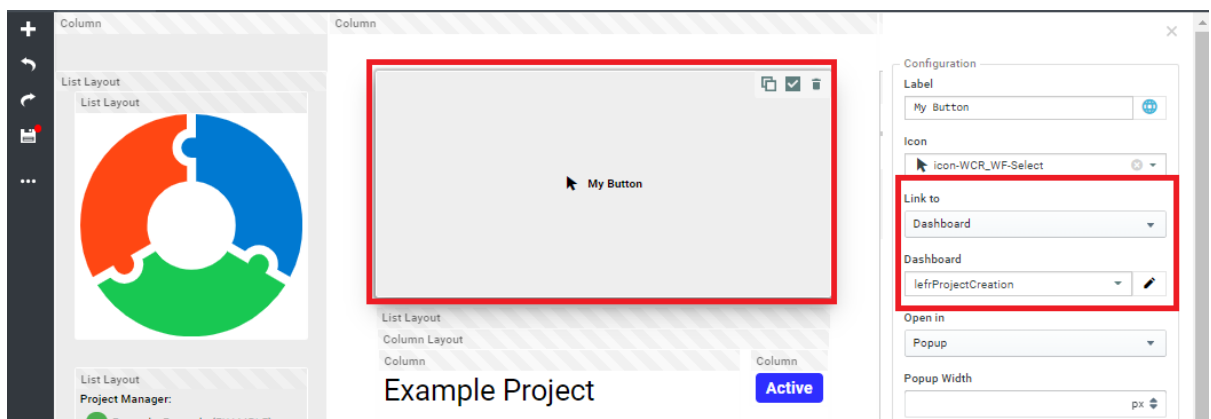 Column
List Layout
List Layout
List Layout
Project Manager:
Column
My Button
List Layout
Column Layout
Column
Example Project
Column
Active
Configuration
Label
My Button
Icon
icon-WCR_WF-Select
Link to
Dashboard
Dashboard
lefrProjectCreation
Open in
Popup
Popup Width
px